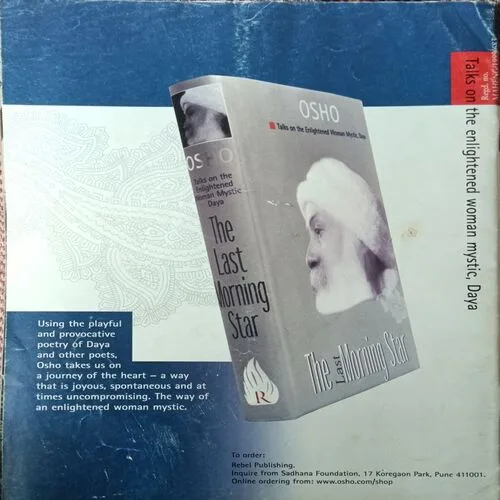 Regd. no.
Talks on the enlightened woman mystic, Daya
OSHO
Talks on the Enlightened Woman Mystic, Daya
OSHO
Talks on the
Enlightened
Woman Mystic
Daya
The
Last
Morning
Star
R
The Last Morning Star
Using the playful
and provocative
poetry of Daya
and other poets,
Osho takes us on
a journey of the heart – a way
that is joyous, spontaneous and at
times uncompromising. The way of
an enlightened woman mystic.
To order:
Rebel Publishing.
Inquire from Sadhana Foundation, 17 Koregaon Park, Pune 411001.
Online ordering from: www.osho.com/shop